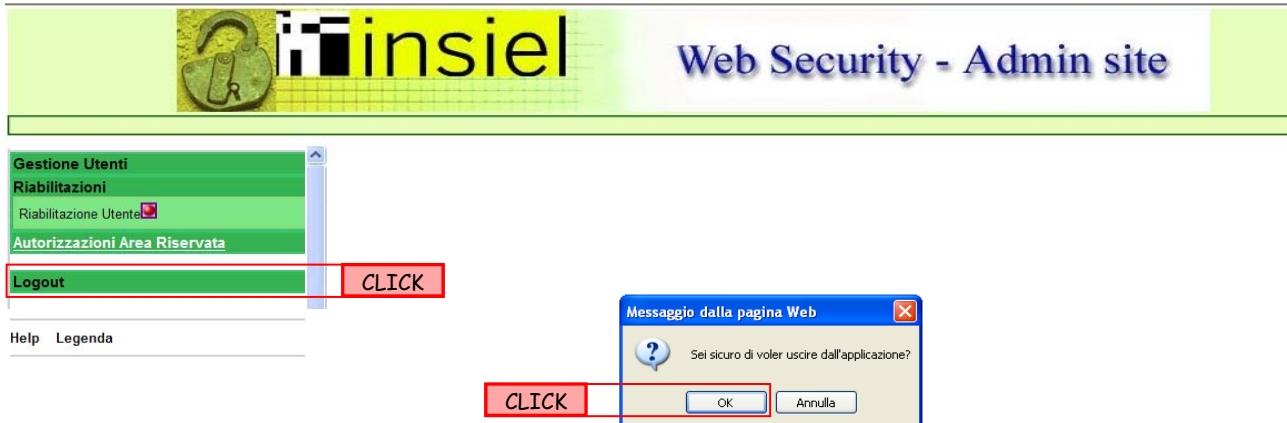 insiel
Web Security - Admin site
Gestione Utenti
Riabilitazioni
Riabilitazione Utente
Autorizzazioni Area Riservata
Logout
CLICK
Help Legenda
Messaggio dalla pagina Web
Sei sicuro di voler uscire dall'applicazione?
CLICK
OK Annulla